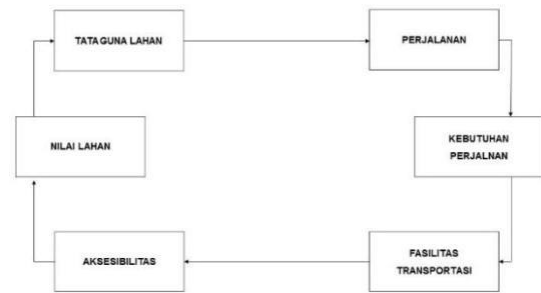 TATAGUNA LAHAN
PERJALANAN
NILAI LAHAN
KEBUTUHAN
PERJALNAN
AKSESIBILITAS
FASILITAS
TRANSPORTASI